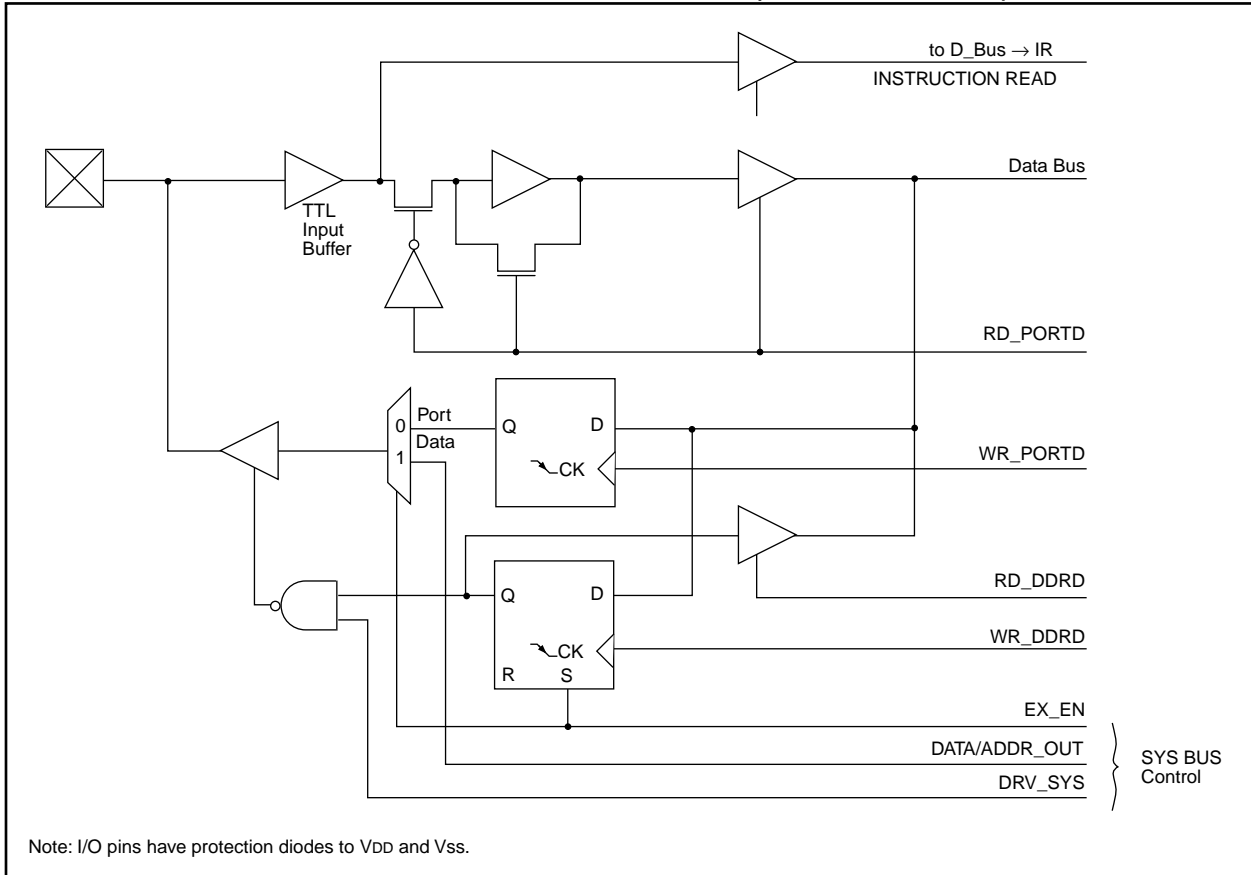 to D_Bus → IR
INSTRUCTION READ
Data Bus
TTL
Input
Buffer
RD_PORTD
0
Port
Q
D
Data
1
CK
WR_PORTD
RD_DDRD
Q
D
WR_DDRD
CK
R
S
EX_EN
DATA/ADDR_OUT
SYS BUS
Control
DRV_SYS
Note: I/O pins have protection diodes to VDD and Vss.